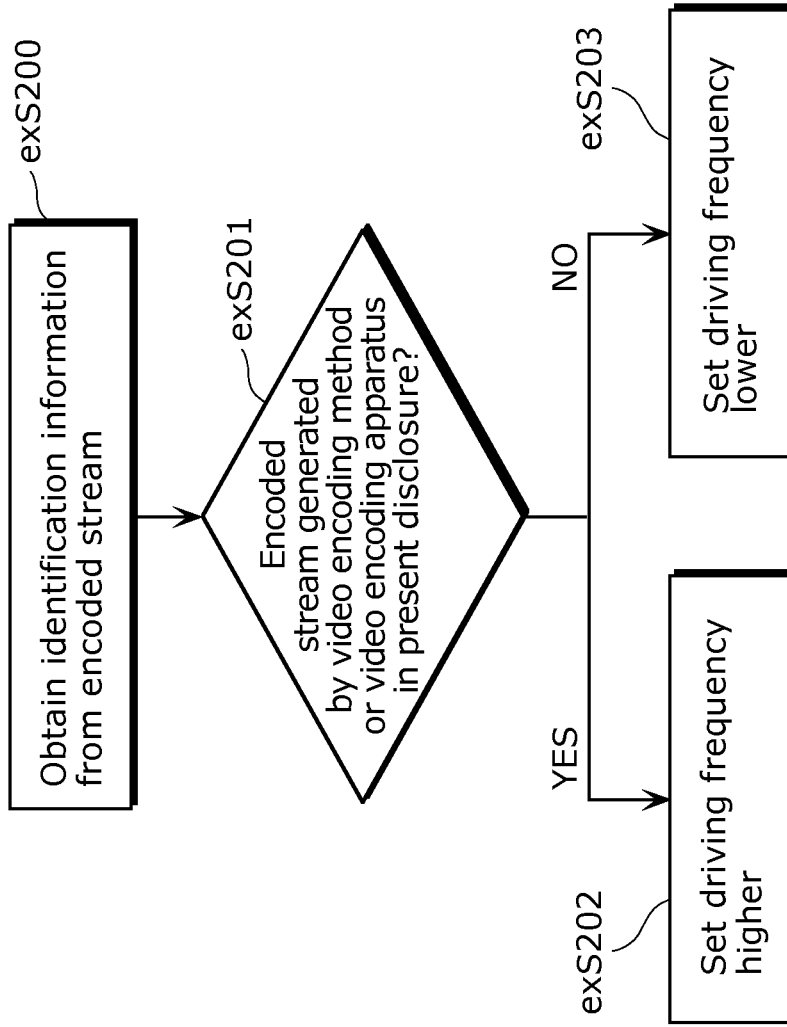 exS200
Obtain identification information
from encoded stream
exS201
Encoded
stream generated
by video encoding method
or video encoding apparatus
in present disclosure?
YES
NO
exS202
Set driving frequency
higher
exS203
Set driving frequency
lower